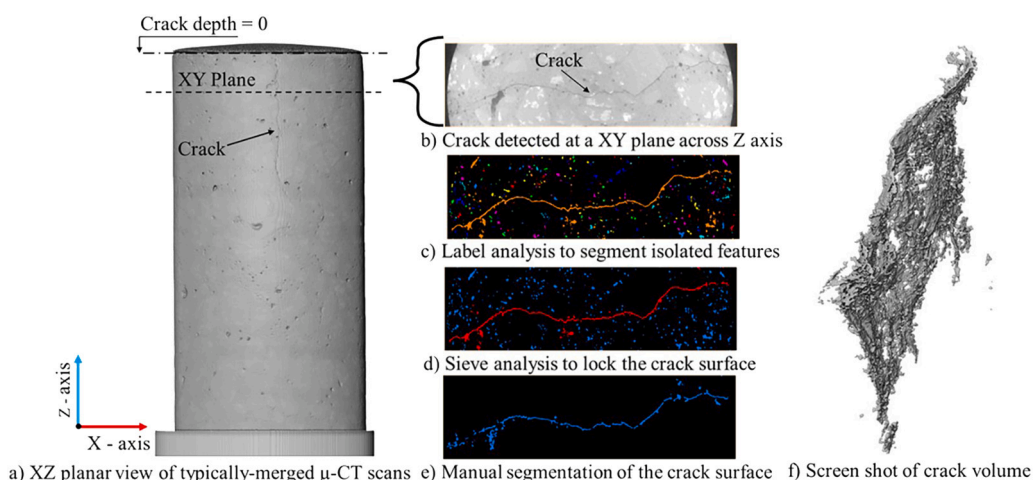 Crack depth = 0
XY Plane
Crack
Z - axis
X - axis
a) XZ planar view of typically-merged μ-CT scans
Crack
b) Crack detected at a XY plane across Z axis
c) Label analysis to segment isolated features
d) Sieve analysis to lock the crack surface
e) Manual segmentation of the crack surface
f) Screen shot of crack volume